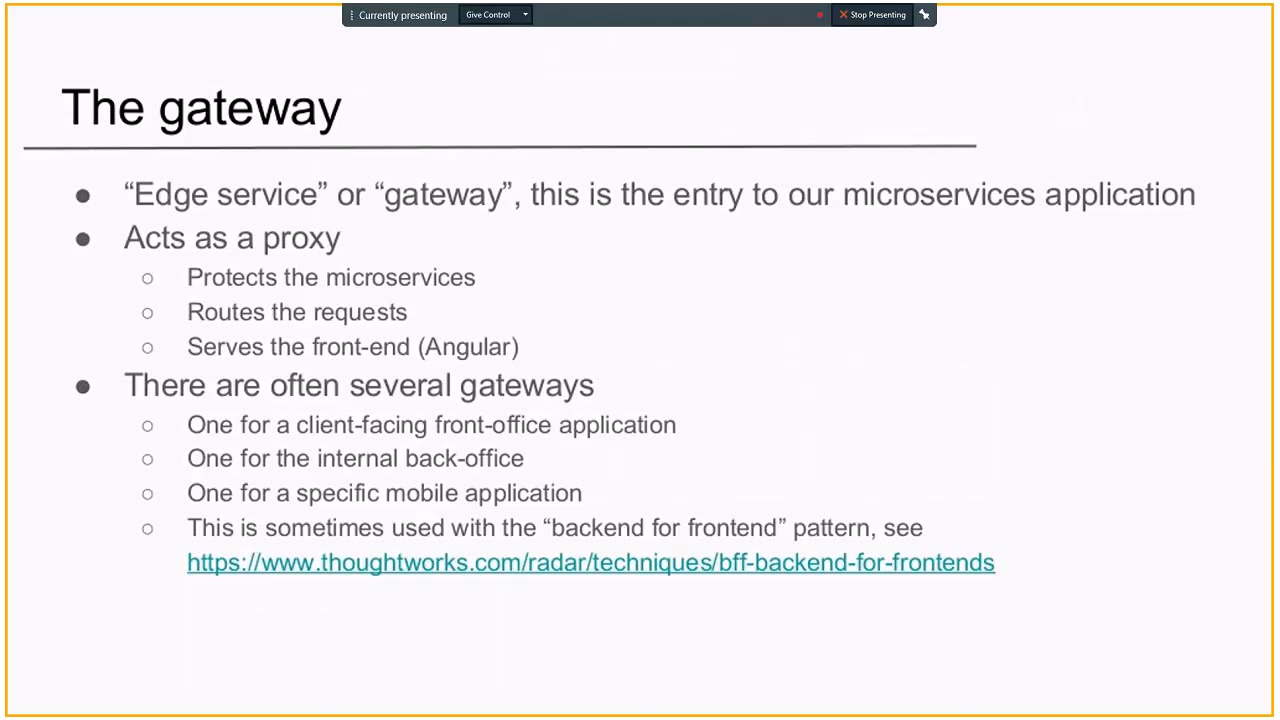 Currently presenting Give Control Stop Presenting
The gateway
● “Edge service” or “gateway”, this is the entry to our microservices application
● Acts as a proxy
○ Protects the microservices
○ Routes the requests
○ Serves the front-end (Angular)
● There are often several gateways
○ One for a client-facing front-office application
○ One for the internal back-office
○ One for a specific mobile application
○ This is sometimes used with the “backend for frontend” pattern, see
https://www.thoughtworks.com/radar/techniques/bff-backend-for-frontends